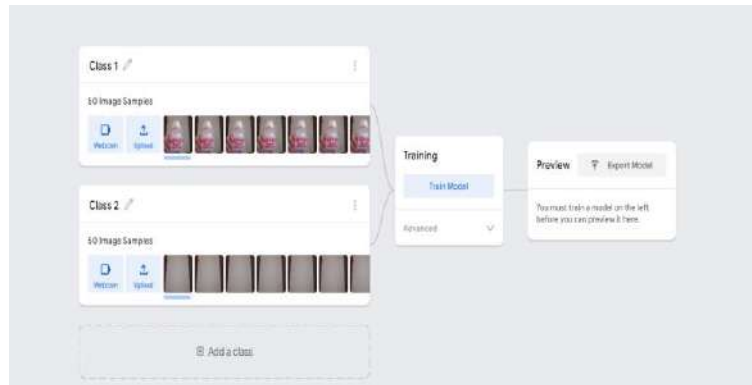 Class 1
50 Image Samples
Webcam
Upload
Class 2
50 Image Samples
Webcam
Upload
Add a class
Training
Train Model
Advanced
Preview
Export Model
You must train a model on the left
before you can preview it here.